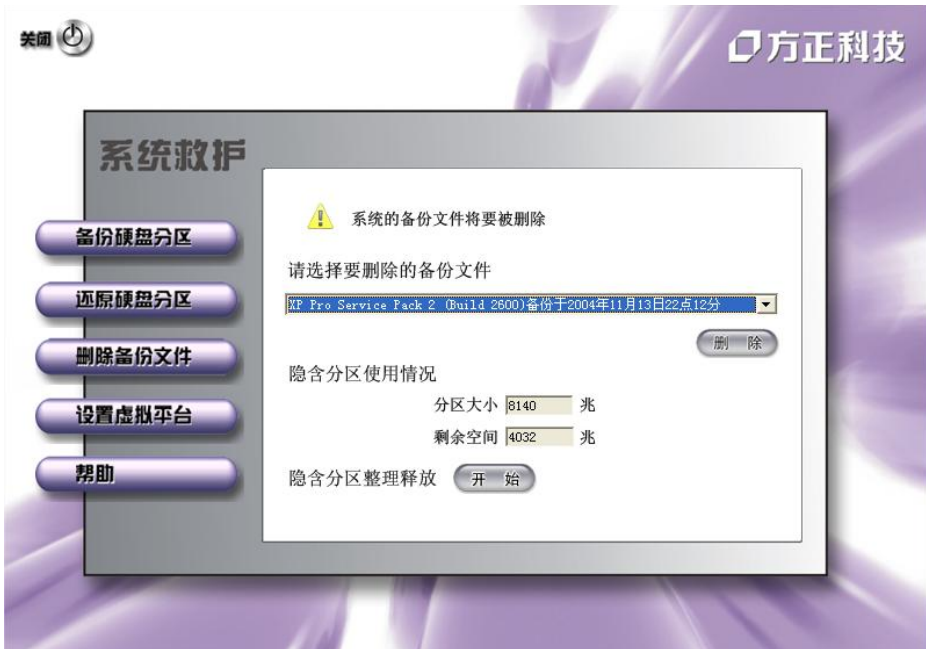 关闭
方正科技
系统救护
备份硬盘分区
还原硬盘分区
删除备份文件
设置虚拟平台
帮助
系统的备份文件将要被删除
请选择要删除的备份文件
XP Pro Service Pack 2 (Build 2600)备份于2004年11月13日22点12分
删 除
隐含分区使用情况
分区大小 8140 兆
剩余空间 4032 兆
隐含分区整理释放 开 始